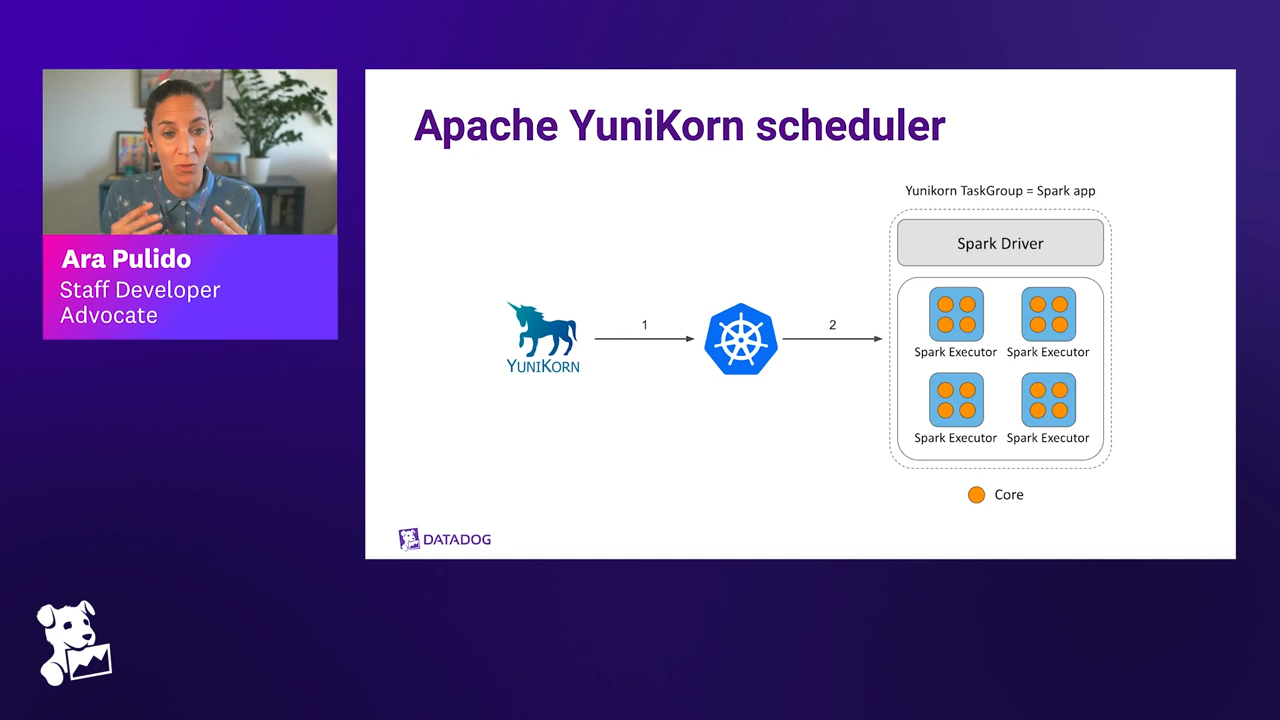 Ara Pulido
Staff Developer
Advocate
Apache YuniKorn scheduler
Yunikorn TaskGroup = Spark app
Spark Driver
1
2
YUNIKORN
Spark Executor
Spark Executor
Spark Executor
Spark Executor
Core
DATADOG